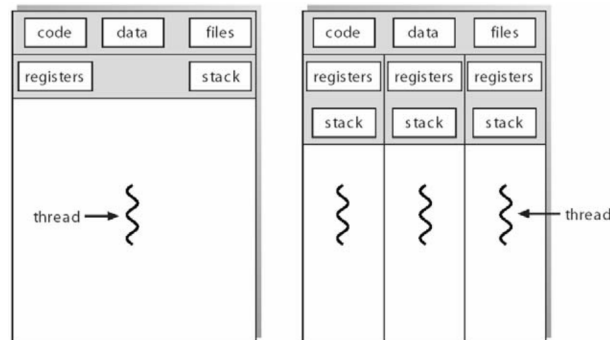 code data files
registers stack
thread
code data files
registers registers registers
stack stack stack
thread